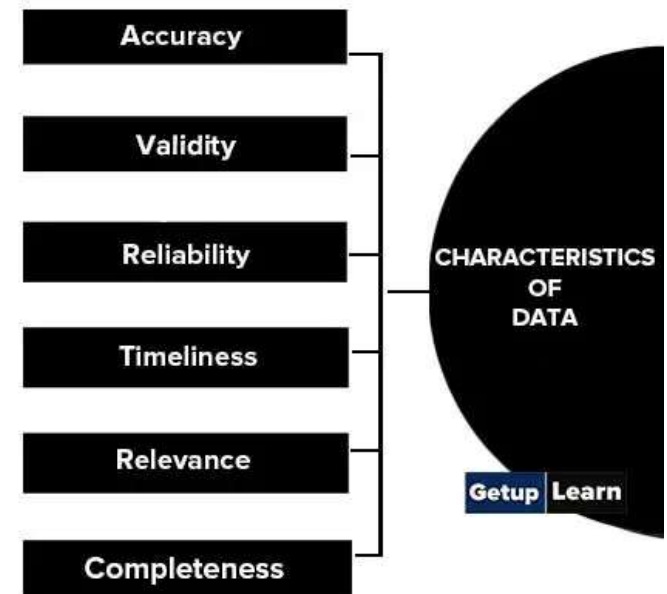 Accuracy
Validity
Reliability
Timeliness
Relevance
Completeness
CHARACTERISTICS
OF
DATA
Getup Learn